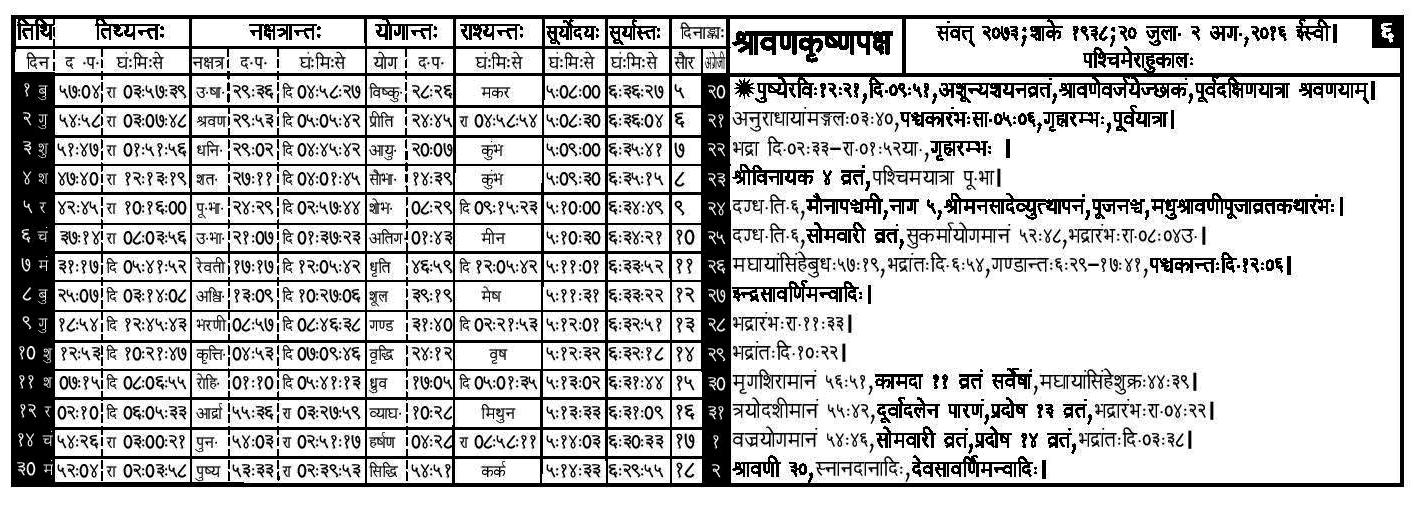 तिथि तिथ्यन्तः नक्षत्रान्तः योगान्तः राश्यन्तः सूर्योदयः सूर्यास्तः दिनाङ्काः श्रावणकृष्णपक्ष संवत् २०७३;शाके १९३८;२० जुला· २ अग·,२०१६ ईस्वी। ६
दिन द ·प· घं:मि:से नक्षत्र द·प· घं:मि:से योग द·प· घं:मि:से घं:मि:से घं:मि:से सौर अंग्रेजी पश्चिमेराहुकालः
१ बु ५७:०४ रा ०३:५७:३९ उ·षा· २९:३६ दि ०४:५८:२७ विष्कु· २८:२६ मकर ५:०८:०० ६:३६:२७ ५ २० ✷पुष्येरविः१२:२१,दि·०९:५१,अशून्यशयनव्रतं,श्रावणेवर्जयेच्छाकं,पूर्वदक्षिणयात्रा श्रवणयाम्।
२ गु ५४:५८ रा ०३:०७:४८ श्रवण २९:५३ दि ०५:०५:४२ प्रीति २४:४५ रा ०४:५८:५४ ५:०८:३० ६:३६:०४ ६ २१ अनुराधायांमङ्गलः०३:४०,पञ्चकारंभःसा·०५:०६,गृह्वारम्भः,पूर्वयात्रा।
३ शु ५१:४७ रा ०१:५१:५६ धनि· २९:०२ दि ०४:४५:४२ आयु· २०:०७ कुंभ ५:०९:०० ६:३५:४१ ७ २२ भद्रा दि·०२:३३–रा·०१:५२या·,गृह्वारम्भः ।
४ श ४७:४० रा १२:१३:१९ शत· २७:११ दि ०४:०१:४५ सौभा· १४:३९ कुंभ ५:०९:३० ६:३५:१५ ८ २३ श्रीविनायक ४ व्रतं,पश्चिमयात्रा पू·भा।
५ र ४२:४५ रा १०:१६:०० पू·भा· २४:२९ दि ०२:५७:४४ शोभ· ०८:२९ दि ०९:१५:२३ ५:१०:०० ६:३४:४९ ९ २४ दग्ध·ति·६,मौनापञ्चमी,नाग ५,श्रीमनसादेव्युत्थापनं,पूजनञ्च,मधुश्रावणीपूजाव्रतकथारंभः।
६ चं ३७:१४ रा ०८:०३:५६ उ·भा· २१:०७ दि ०१:३७:२३ अतिग· ०१:४३ मीन ५:१०:३० ६:३४:२१ १० २५ दग्ध·ति·६,सोमवारी व्रतं,सुकर्मायोगमानं ५२:४८,भद्रारंभःरा·०८:०४उ·।
७ मं ३१:१७ दि ०५:४१:५२ रेवती १७:१७ दि १२:०५:४२ धृति ४६:५९ दि १२:०५:४२ ५:११:०१ ६:३३:५२ ११ २६ मघायांसिंहेबुधः५७:१९,भद्रांतःदि·६:५४,गण्डान्तः६:२९–१७:४१,पञ्चकान्तःदि·१२:०६।
८ बु २५:०७ दि ०३:१४:०८ अश्वि· १३:०९ दि १०:२७:०६ शूल ३९:१९ मेष ५:११:३१ ६:३३:२२ १२ २७ इन्द्रसावर्णिमन्वादिः।
९ गु १८:५४ दि १२:४५:४३ भरणी ०८:५७ दि ०८:४६:३८ गण्ड ३१:४० दि ०२:२१:५३ ५:१२:०१ ६:३२:५१ १३ २८ भद्रारंभःरा·११:३३।
१० शु १२:५३ दि १०:२१:४७ कृत्ति· ०४:५३ दि ०७:०९:४६ वृद्धि २४:१२ वृष ५:१२:३२ ६:३२:१८ १४ २९ भद्रांतःदि·१०:२२।
११ श ०७:१५ दि ०८:०६:५५ रोहि· ०१:१० दि ०५:४१:१३ ध्रुव १७:०५ दि ०५:०१:३५ ५:१३:०२ ६:३१:४४ १५ ३० मृगशिरामानं ५६:५१,कामदा ११ व्रतं सर्वेषां,मघायांसिंहेशुक्रः४४:३९।
१२ र ०२:१० दि ०६:०५:३३ आर्द्रा ५५:३६ रा ०३:२७:५९ व्याघ· १०:२८ मिथुन ५:१३:३३ ६:३१:०९ १६ ३१ त्रयोदशीमानं ५५:४२,दूर्वादलेन पारणं,प्रदोष १३ व्रतं,भद्रारंभःरा·०४:२२।
१४ चं ५४:२६ रा ०३:००:२१ पुन· ५४:०३ रा ०२:५१:१७ हर्षण ०४:२८ रा ०८:५८:११ ५:१४:०३ ६:३०:३३ १७ १ वज्रयोगमानं ५४:४६,सोमवारी व्रतं,प्रदोष १४ व्रतं,भद्रांतःदि·०३:३८।
३० मं ५२:०४ रा ०२:०३:५८ पुष्य ५३:३३ रा ०२:३९:५३ सिद्धि ५४:५१ कर्क ५:१४:३३ ६:२९:५५ १८ २ श्रावणी ३०,स्नानदानादिः,देवसावर्णिमन्वादिः।